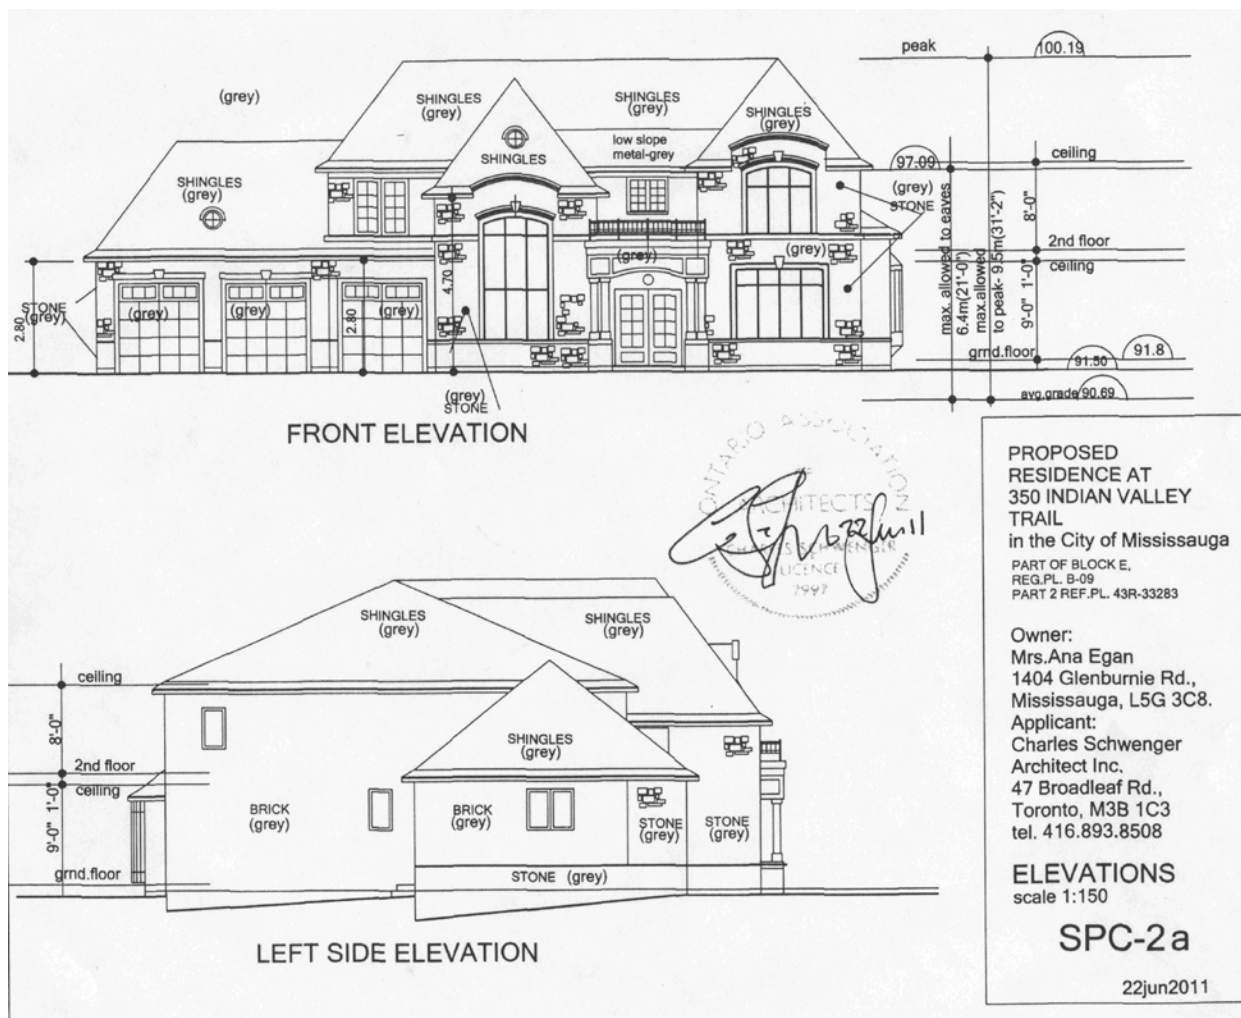 peak
100.19
(grey)
SHINGLES
(grey)
SHINGLES
(grey)
SHINGLES
(grey)
low slope
metal-grey
SHINGLES
97.09
ceiling
SHINGLES
(grey)
(grey)
STONE
max. allowed to eaves
6.4m(21'-0")
max.allowed
to peak- 9.5m(31'-2")
8'-0"
2nd floor
ceiling
9'-0" 1'-0"
(grey)
(grey)
STONE
(grey)
(grey)
(grey)
(grey)
2.80
2.80
4.70
grnd.floor
91.50
91.8
avg.grade 90.69
(grey)
STONE
FRONT ELEVATION
ONTARIO ASSOCIATION
OF
ARCHITECTS
CHARLES SCHWENGER
LICENCE
7997
22 Jun 11
PROPOSED
RESIDENCE AT
350 INDIAN VALLEY
TRAIL
in the City of Mississauga
PART OF BLOCK E,
REG.PL. B-09
PART 2 REF.PL. 43R-33283
Owner:
Mrs.Ana Egan
1404 Glenburnie Rd.,
Mississauga, L5G 3C8.
Applicant:
Charles Schwenger
Architect Inc.
47 Broadleaf Rd.,
Toronto, M3B 1C3
tel. 416.893.8508
ELEVATIONS
scale 1:150
SPC-2a
22jun2011
SHINGLES
(grey)
SHINGLES
(grey)
ceiling
8'-0"
2nd floor
ceiling
9'-0" 1'-0"
grnd.floor
SHINGLES
(grey)
BRICK
(grey)
BRICK
(grey)
STONE
(grey)
STONE
(grey)
STONE (grey)
LEFT SIDE ELEVATION